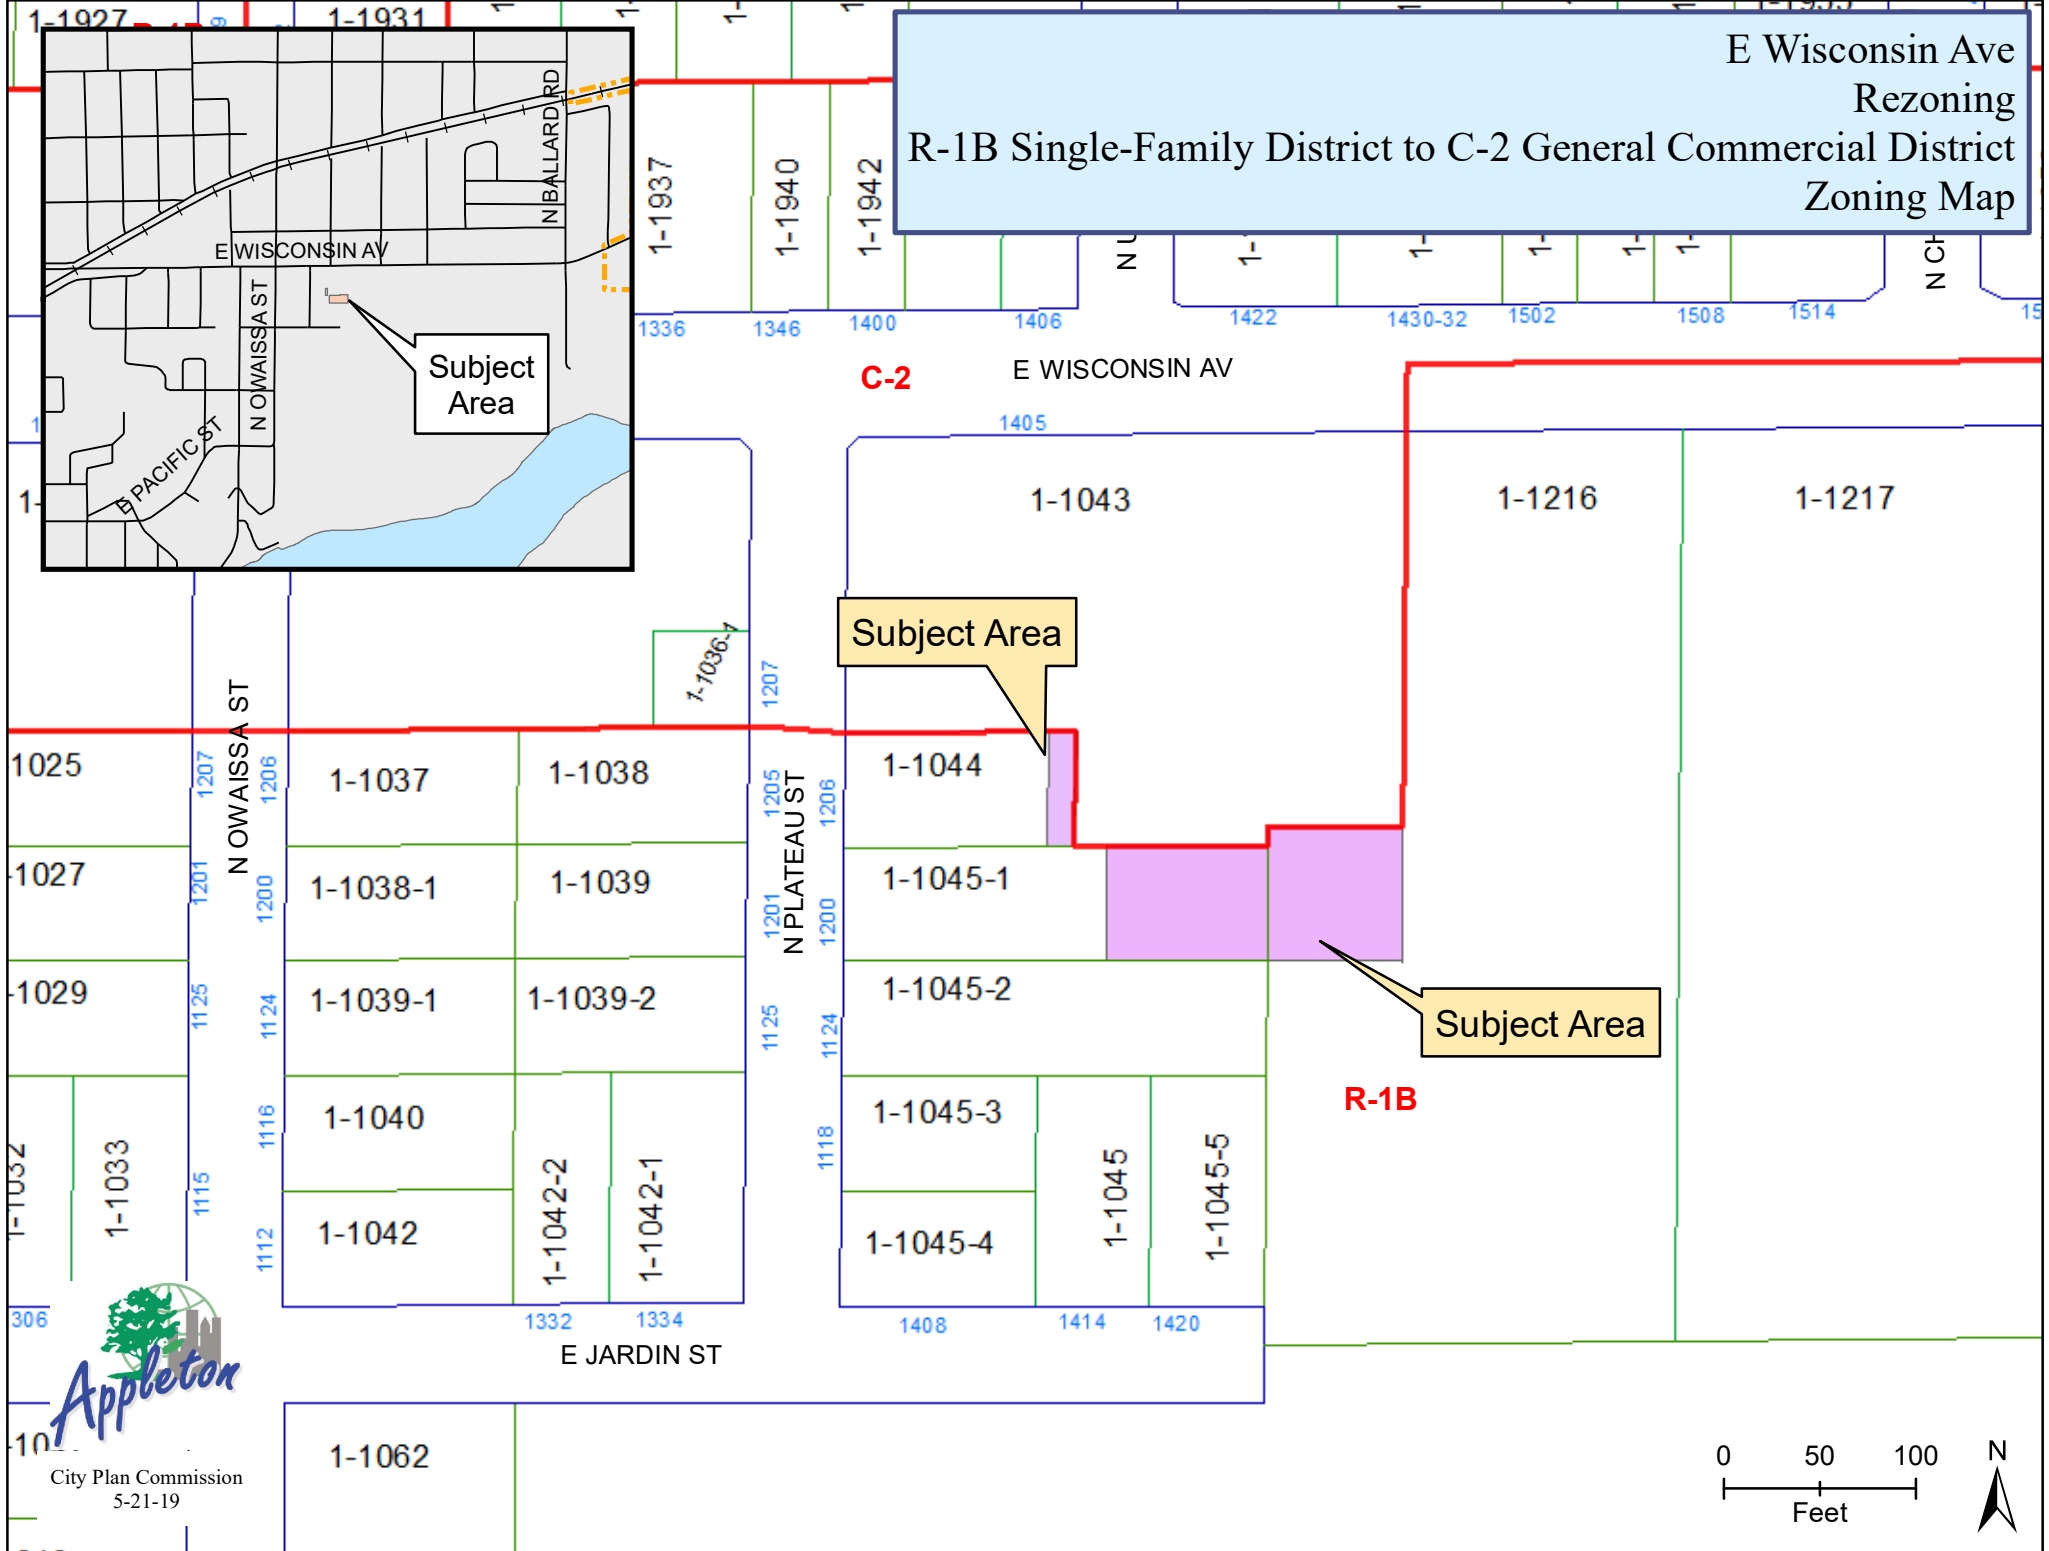 1-1927
1-1931
E Wisconsin Ave
Rezoning
R-1B Single-Family District to C-2 General Commercial District
Zoning Map
N BALLARD RD
E WISCONSIN AV
N OWAISSA ST
E PACIFIC ST
Subject
Area
1-1937
1-1940
1-1942
1336
1346
1400
1406
1422
1430-32
1502
1508
1514
C-2
E WISCONSIN AV
1405
1-1043
1-1216
1-1217
Subject Area
1-1036-1
1207
N OWAISSA ST
N PLATEAU ST
1025
1207
1206
1-1037
1-1038
1205
1206
1-1044
-1027
1201
1200
1-1038-1
1-1039
1201
1200
1-1045-1
-1029
1125
1124
1-1039-1
1-1039-2
1125
1124
1-1045-2
Subject Area
R-1B
1-1032
1-1033
1115
1116
1-1040
1112
1-1042
1-1042-2
1-1042-1
1118
1-1045-3
1-1045-4
1-1045
1-1045-5
306
1332
1334
1408
1414
1420
E JARDIN ST
Appleton
1-1062
City Plan Commission
5-21-19
0 50 100
Feet
N